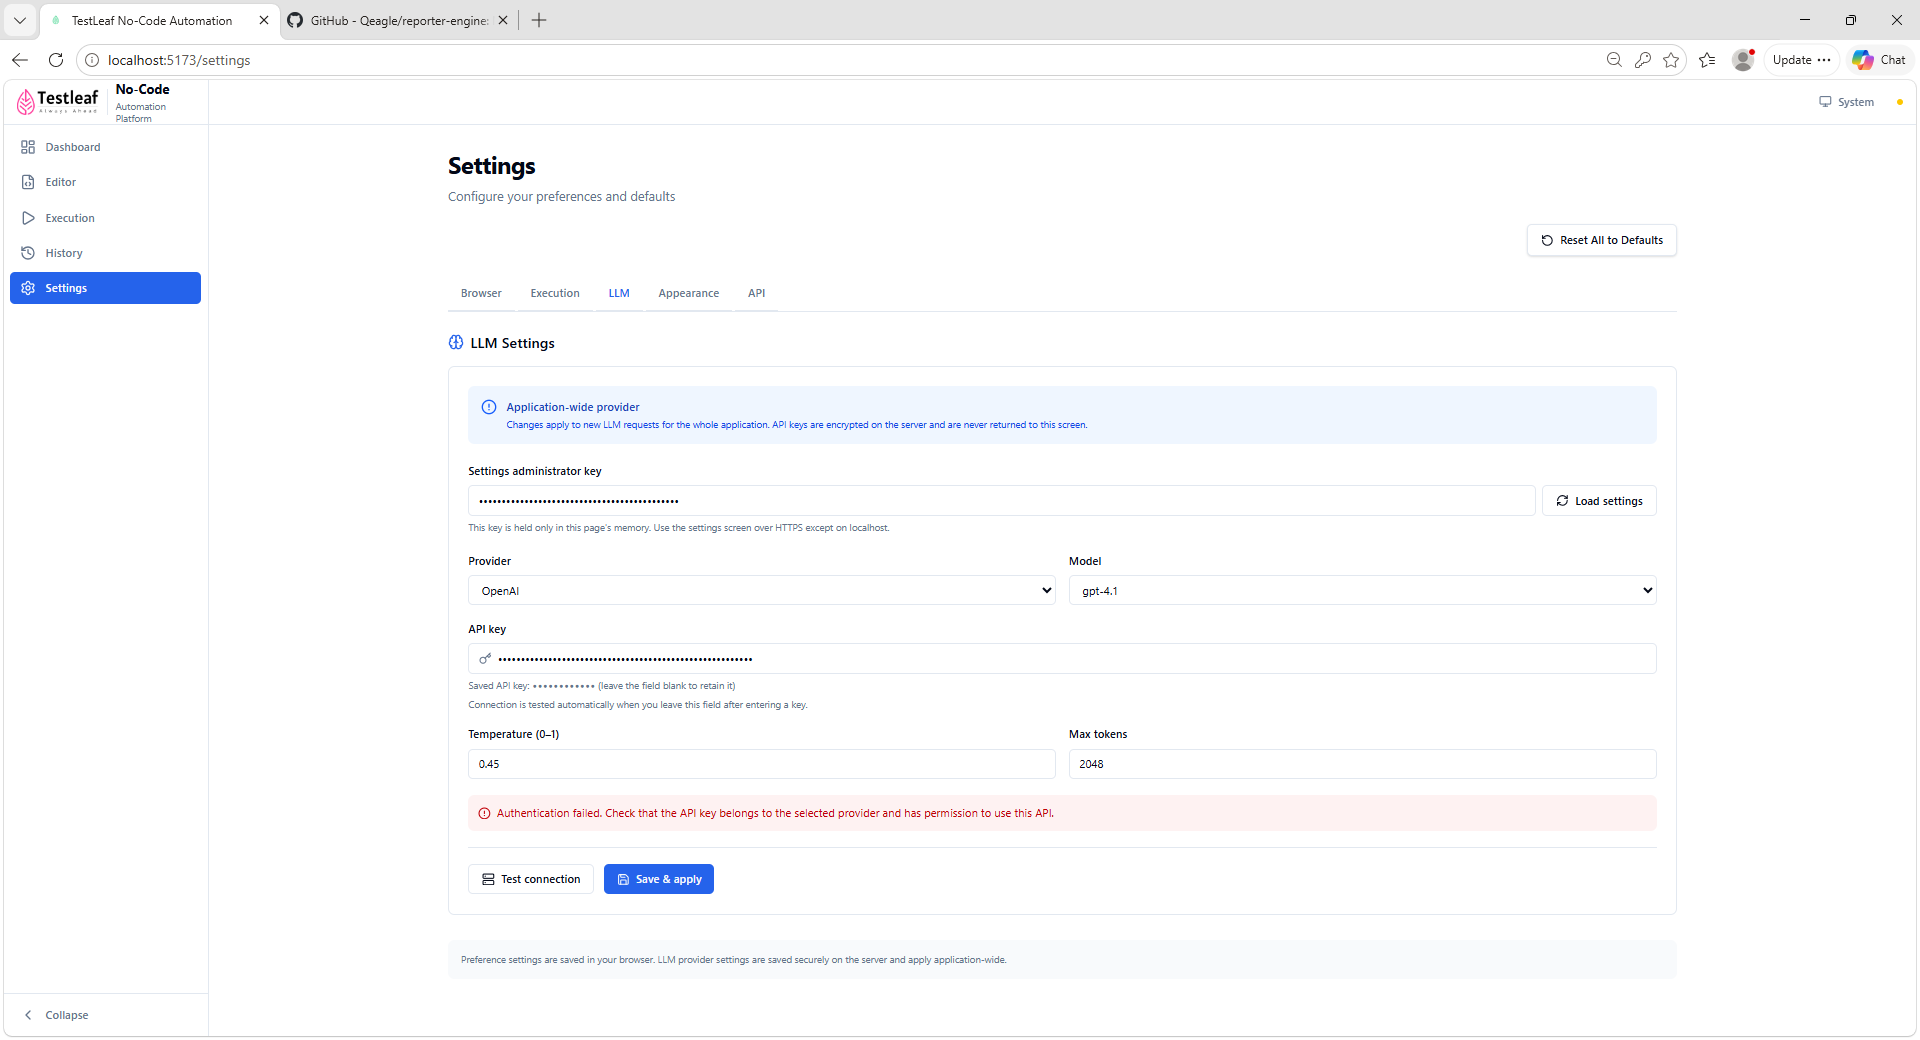 TestLeaf No-Code Automation
GitHub - Qeagle/reporter-engine:
localhost:5173/settings
Update
Chat
Testleaf
Always Ahead
No-Code
Automation
Platform
System
Dashboard
Editor
Execution
History
Settings
Settings
Configure your preferences and defaults
Reset All to Defaults
Browser
Execution
LLM
Appearance
API
LLM Settings
Application-wide provider
Changes apply to new LLM requests for the whole application. API keys are encrypted on the server and are never returned to this screen.
Settings administrator key
••••••••••••••••••••••••••••••••••••••••••••
Load settings
This key is held only in this page's memory. Use the settings screen over HTTPS except on localhost.
Provider
Model
OpenAI
gpt-4.1
API key
••••••••••••••••••••••••••••••••••••••••••••••••••••••••
Saved API key: •••••••••••• (leave the field blank to retain it)
Connection is tested automatically when you leave this field after entering a key.
Temperature (0–1)
Max tokens
0.45
2048
Authentication failed. Check that the API key belongs to the selected provider and has permission to use this API.
Test connection
Save & apply
Preference settings are saved in your browser. LLM provider settings are saved securely on the server and apply application-wide.
Collapse